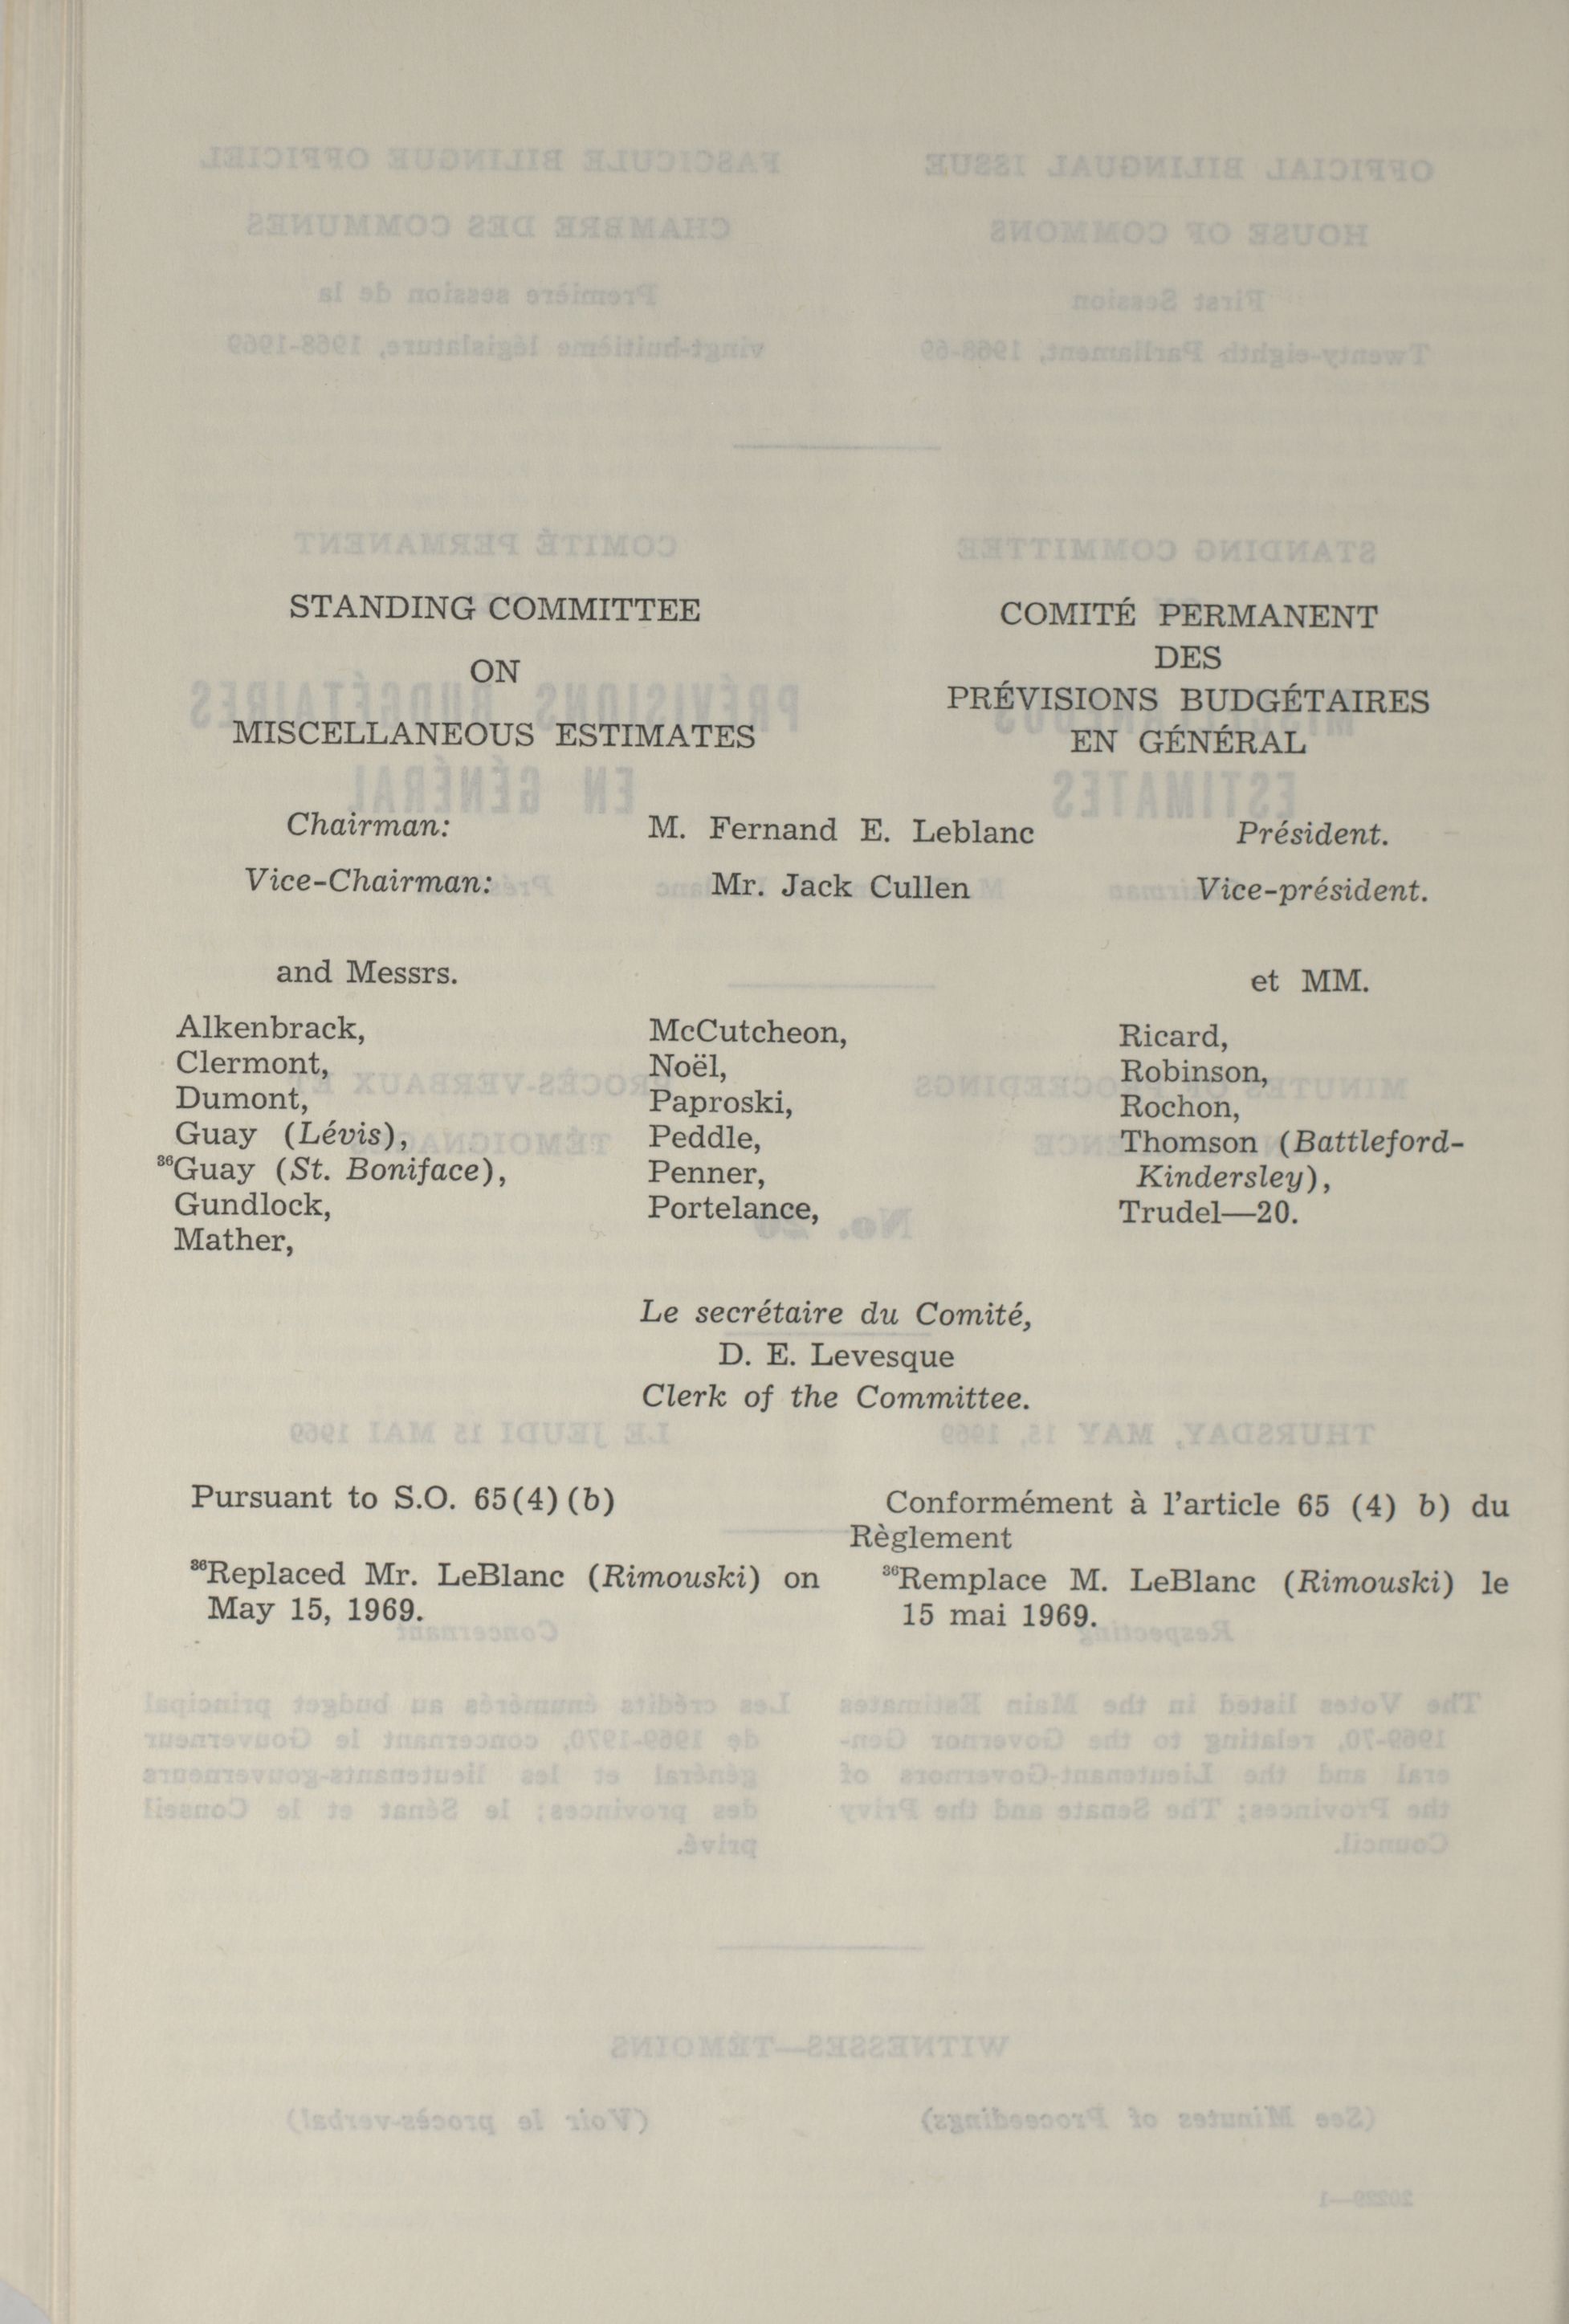 STANDING COMMITTEE
ON
MISCELLANEOUS ESTIMATES
COMITÉ PERMANENT
DES
PRÉVISIONS BUDGÉTAIRES
EN GÉNÉRAL
Chairman: M. Fernand E. Leblanc Président.
Vice-Chairman: Mr. Jack Cullen Vice-président.
and Messrs.
et MM.
Alkenbrack,
Clermont,
Dumont,
Guay (Lévis),
³⁶Guay (St. Boniface),
Gundlock,
Mather,
McCutcheon,
Noël,
Paproski,
Peddle,
Penner,
Portelance,
Ricard,
Robinson,
Rochon,
Thomson (Battleford-
Kindersley),
Trudel—20.
Le secrétaire du Comité,
D. E. Levesque
Clerk of the Committee.
Pursuant to S.O. 65(4)(b)
³⁶Replaced Mr. LeBlanc (Rimouski) on
May 15, 1969.
Conformément à l'article 65 (4) b) du
Règlement
³⁶Remplace M. LeBlanc (Rimouski) le
15 mai 1969.